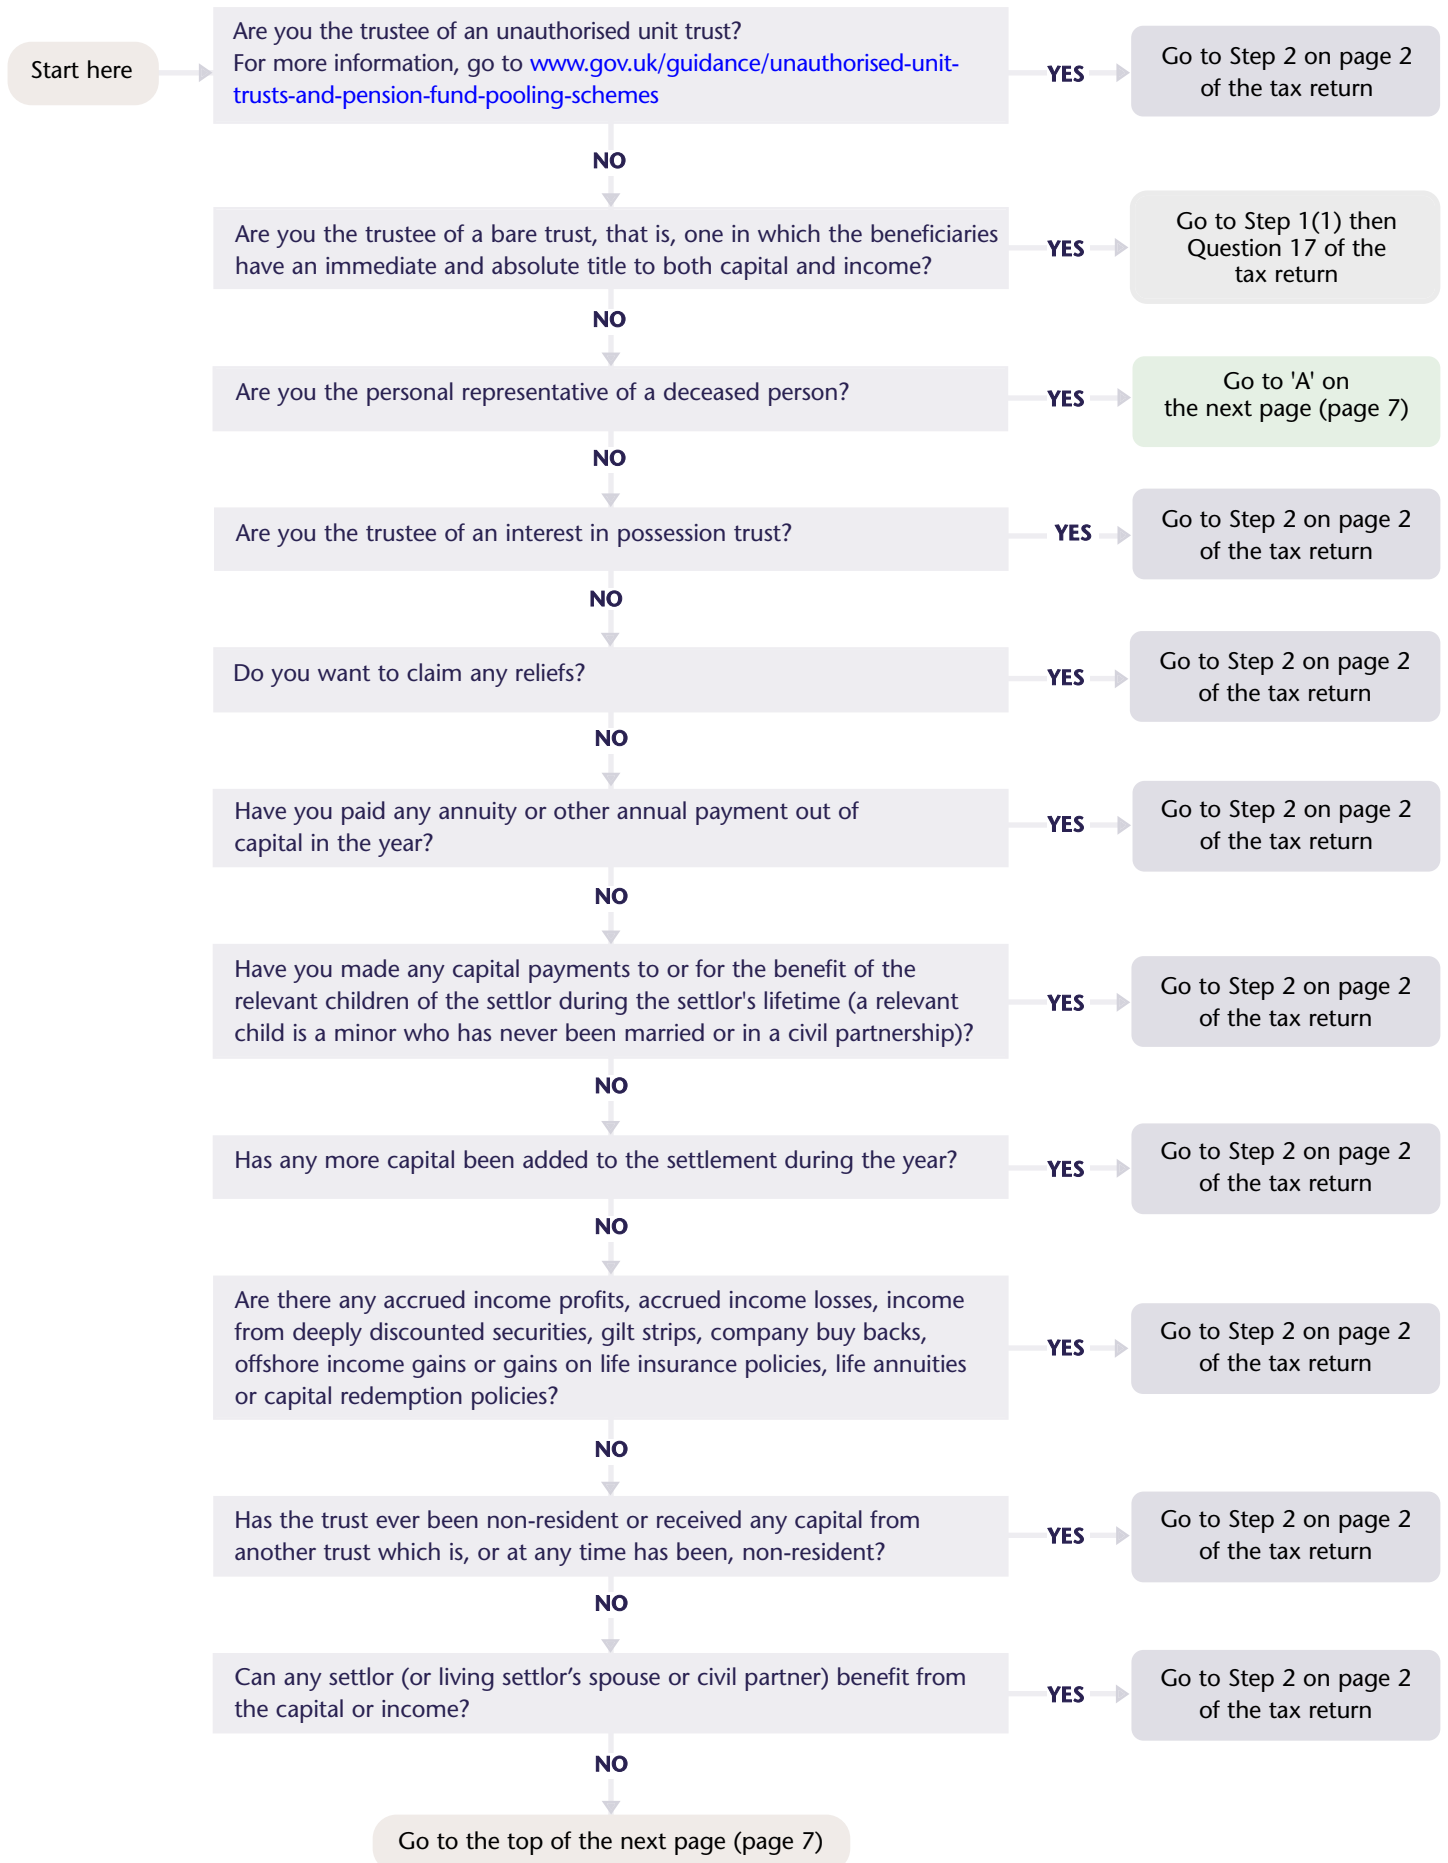 Start here
Are you the trustee of an unauthorised unit trust?
For more information, go to www.gov.uk/guidance/unauthorised-unit-
trusts-and-pension-fund-pooling-schemes
YES
Go to Step 2 on page 2
of the tax return
NO
Are you the trustee of a bare trust, that is, one in which the beneficiaries
have an immediate and absolute title to both capital and income?
YES
Go to Step 1(1) then
Question 17 of the
tax return
NO
Are you the personal representative of a deceased person?
YES
Go to 'A' on
the next page (page 7)
NO
Are you the trustee of an interest in possession trust?
YES
Go to Step 2 on page 2
of the tax return
NO
Do you want to claim any reliefs?
YES
Go to Step 2 on page 2
of the tax return
NO
Have you paid any annuity or other annual payment out of
capital in the year?
YES
Go to Step 2 on page 2
of the tax return
NO
Have you made any capital payments to or for the benefit of the
relevant children of the settlor during the settlor's lifetime (a relevant
child is a minor who has never been married or in a civil partnership)?
YES
Go to Step 2 on page 2
of the tax return
NO
Has any more capital been added to the settlement during the year?
YES
Go to Step 2 on page 2
of the tax return
NO
Are there any accrued income profits, accrued income losses, income
from deeply discounted securities, gilt strips, company buy backs,
offshore income gains or gains on life insurance policies, life annuities
or capital redemption policies?
YES
Go to Step 2 on page 2
of the tax return
NO
Has the trust ever been non-resident or received any capital from
another trust which is, or at any time has been, non-resident?
YES
Go to Step 2 on page 2
of the tax return
NO
Can any settlor (or living settlor’s spouse or civil partner) benefit from
the capital or income?
YES
Go to Step 2 on page 2
of the tax return
NO
Go to the top of the next page (page 7)